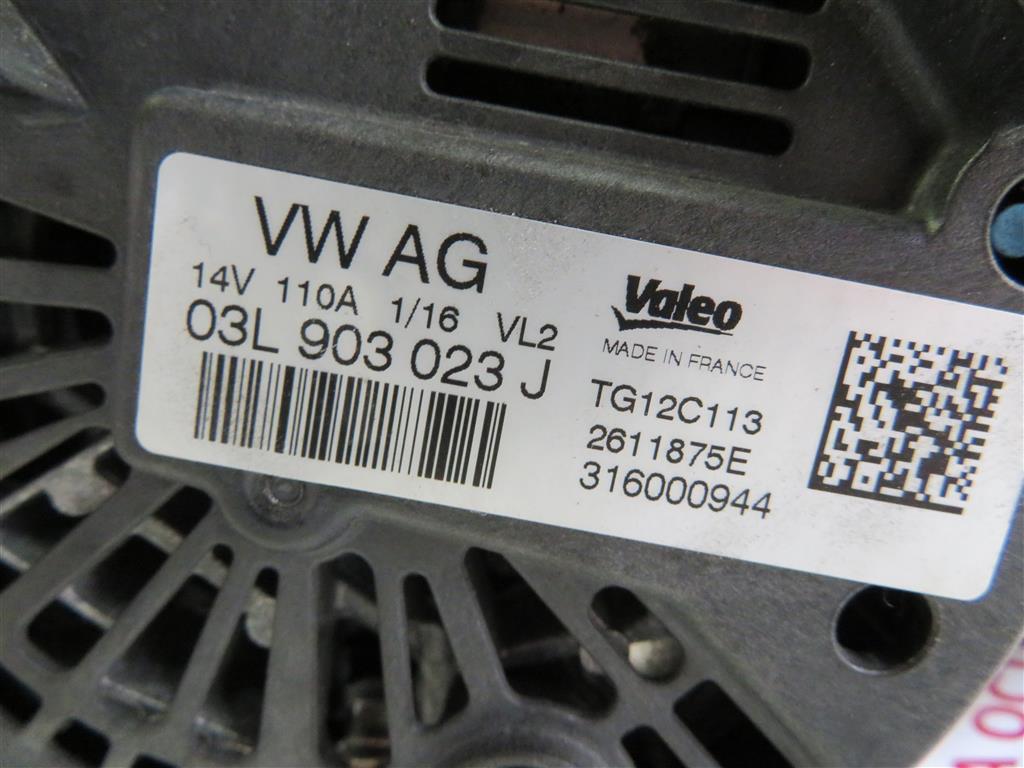 VW AG
14V 110A 1/16 VL2
03L 903 023 J
Valeo
MADE IN FRANCE
TG12C113
2611875E
316000944